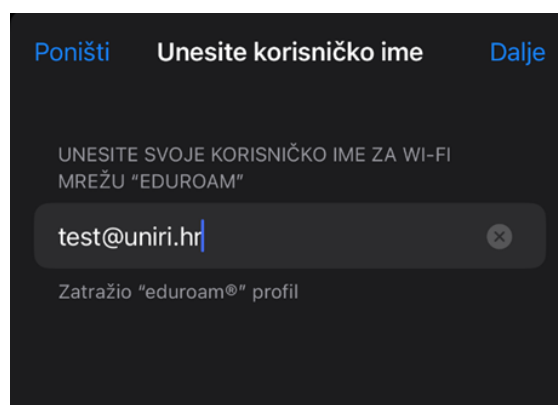 Poništi Unesite korisničko ime Dalje
UNESITE SVOJE KORISNIČKO IME ZA WI-FI
MREŽU “EDUROAM”
test@uniri.hr
Zatražio “eduroam®” profil